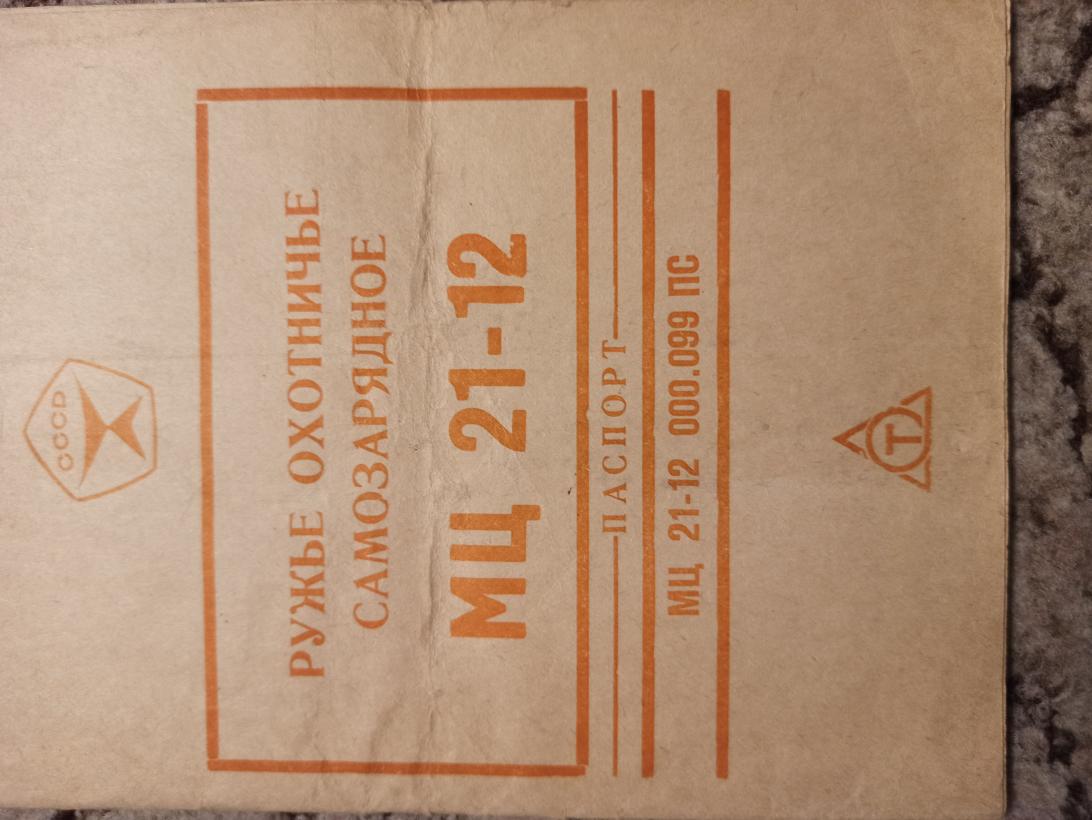 СССР
РУЖЬЕ ОХОТНИЧЬЕ
САМОЗАРЯДНОЕ
МЦ 21-12
ПАСПОРТ
МЦ 21-12 000.099 ПС
Т